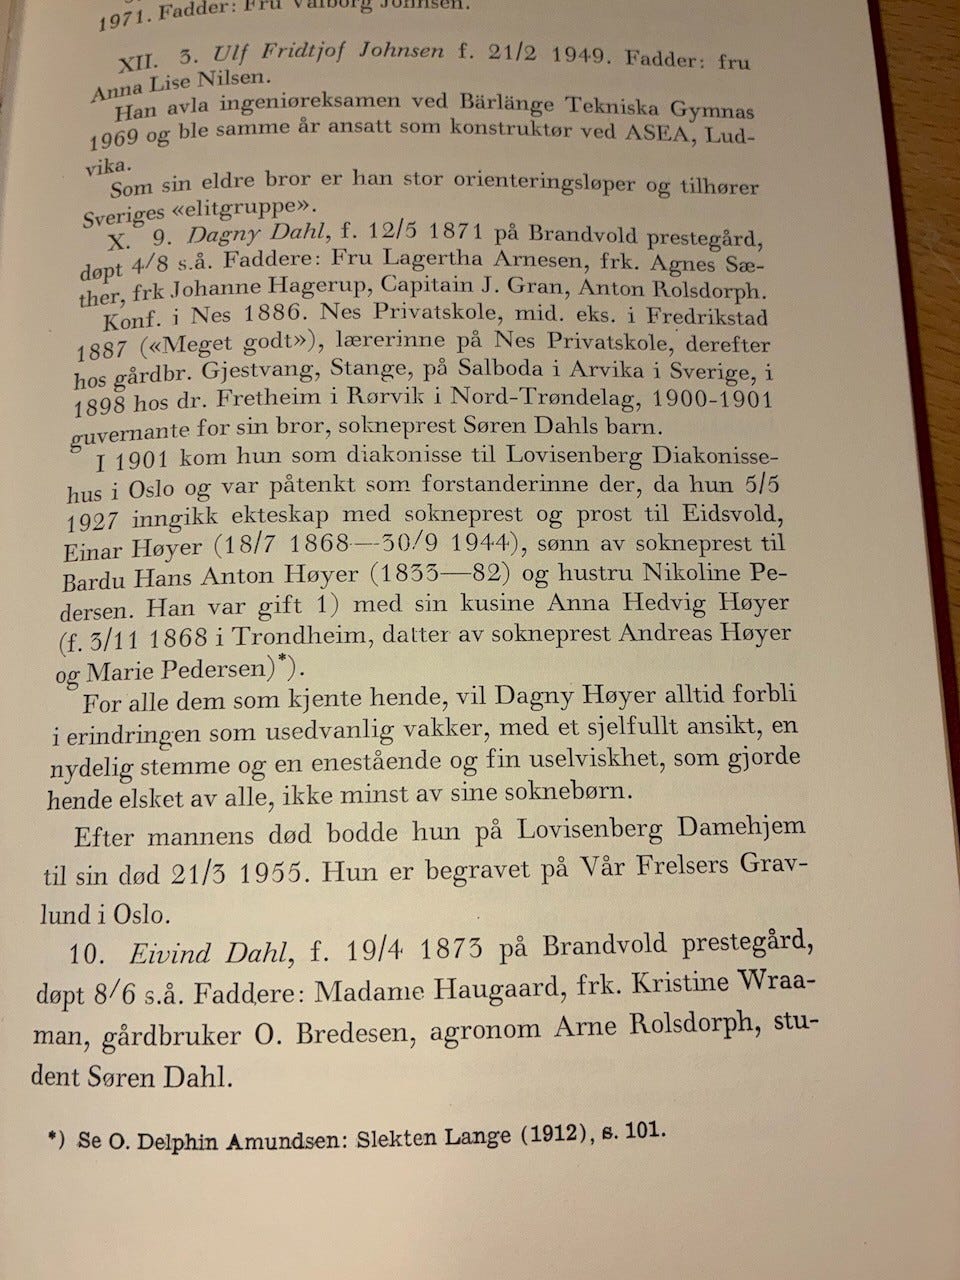 1971. Fadder: Fru Valborg Johnsen.
XII. 3. Ulf Fridtjof Johnsen f. 21/2 1949. Fadder: fru
Anna Lise Nilsen.
Han avla ingeniøreksamen ved Bärlänge Tekniska Gymnas
1969 og ble samme år ansatt som konstruktør ved ASEA, Lud-
vika.
Som sin eldre bror er han stor orienteringsløper og tilhører
Sveriges «elitgruppe».
X. 9. Dagny Dahl, f. 12/5 1871 på Brandvold prestegård,
døpt 4/8 s.å. Faddere: Fru Lagertha Arnesen, frk. Agnes Sæ-
ther, frk Johanne Hagerup, Capitain J. Gran, Anton Rolsdorph.
Konf. i Nes 1886. Nes Privatskole, mid. eks. i Fredrikstad
1887 («Meget godt»), lærerinne på Nes Privatskole, derefter
hos gårdbr. Gjestvang, Stange, på Salboda i Arvika i Sverige, i
1898 hos dr. Fretheim i Rørvik i Nord-Trøndelag, 1900-1901
guvernante for sin bror, sokneprest Søren Dahls barn.
I 1901 kom hun som diakonisse til Lovisenberg Diakonisse-
hus i Oslo og var påtenkt som forstanderinne der, da hun 5/5
1927 inngikk ekteskap med sokneprest og prost til Eidsvold,
Einar Høyer (18/7 1868—30/9 1944), sønn av sokneprest til
Bardu Hans Anton Høyer (1833—82) og hustru Nikoline Pe-
dersen. Han var gift 1) med sin kusine Anna Hedvig Høyer
(f. 3/11 1868 i Trondheim, datter av sokneprest Andreas Høyer
og Marie Pedersen)*).
For alle dem som kjente hende, vil Dagny Høyer alltid forbli
i erindringen som usedvanlig vakker, med et sjelfullt ansikt, en
nydelig stemme og en enestående og fin uselviskhet, som gjorde
hende elsket av alle, ikke minst av sine soknebørn.
Efter mannens død bodde hun på Lovisenberg Damehjem
til sin død 21/3 1955. Hun er begravet på Vår Frelsers Grav-
lund i Oslo.
10. Eivind Dahl, f. 19/4 1873 på Brandvold prestegård,
døpt 8/6 s.å. Faddere: Madame Haugaard, frk. Kristine Wraa-
man, gårdbruker O. Bredesen, agronom Arne Rolsdorph, stu-
dent Søren Dahl.
*) Se O. Delphin Amundsen: Slekten Lange (1912), s. 101.